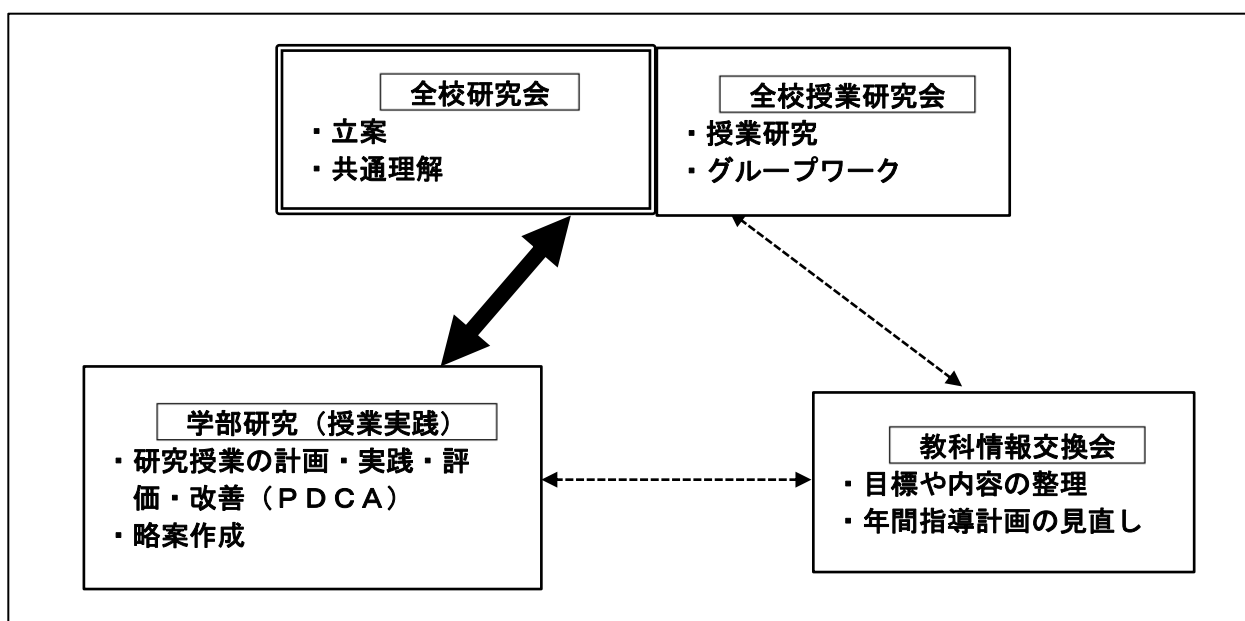 全校研究会
・立案
・共通理解
全校授業研究会
・授業研究
・グループワーク
学部研究（授業実践）
・研究授業の計画・実践・評
価・改善（ＰＤＣＡ）
・略案作成
教科情報交換会
・目標や内容の整理
・年間指導計画の見直し